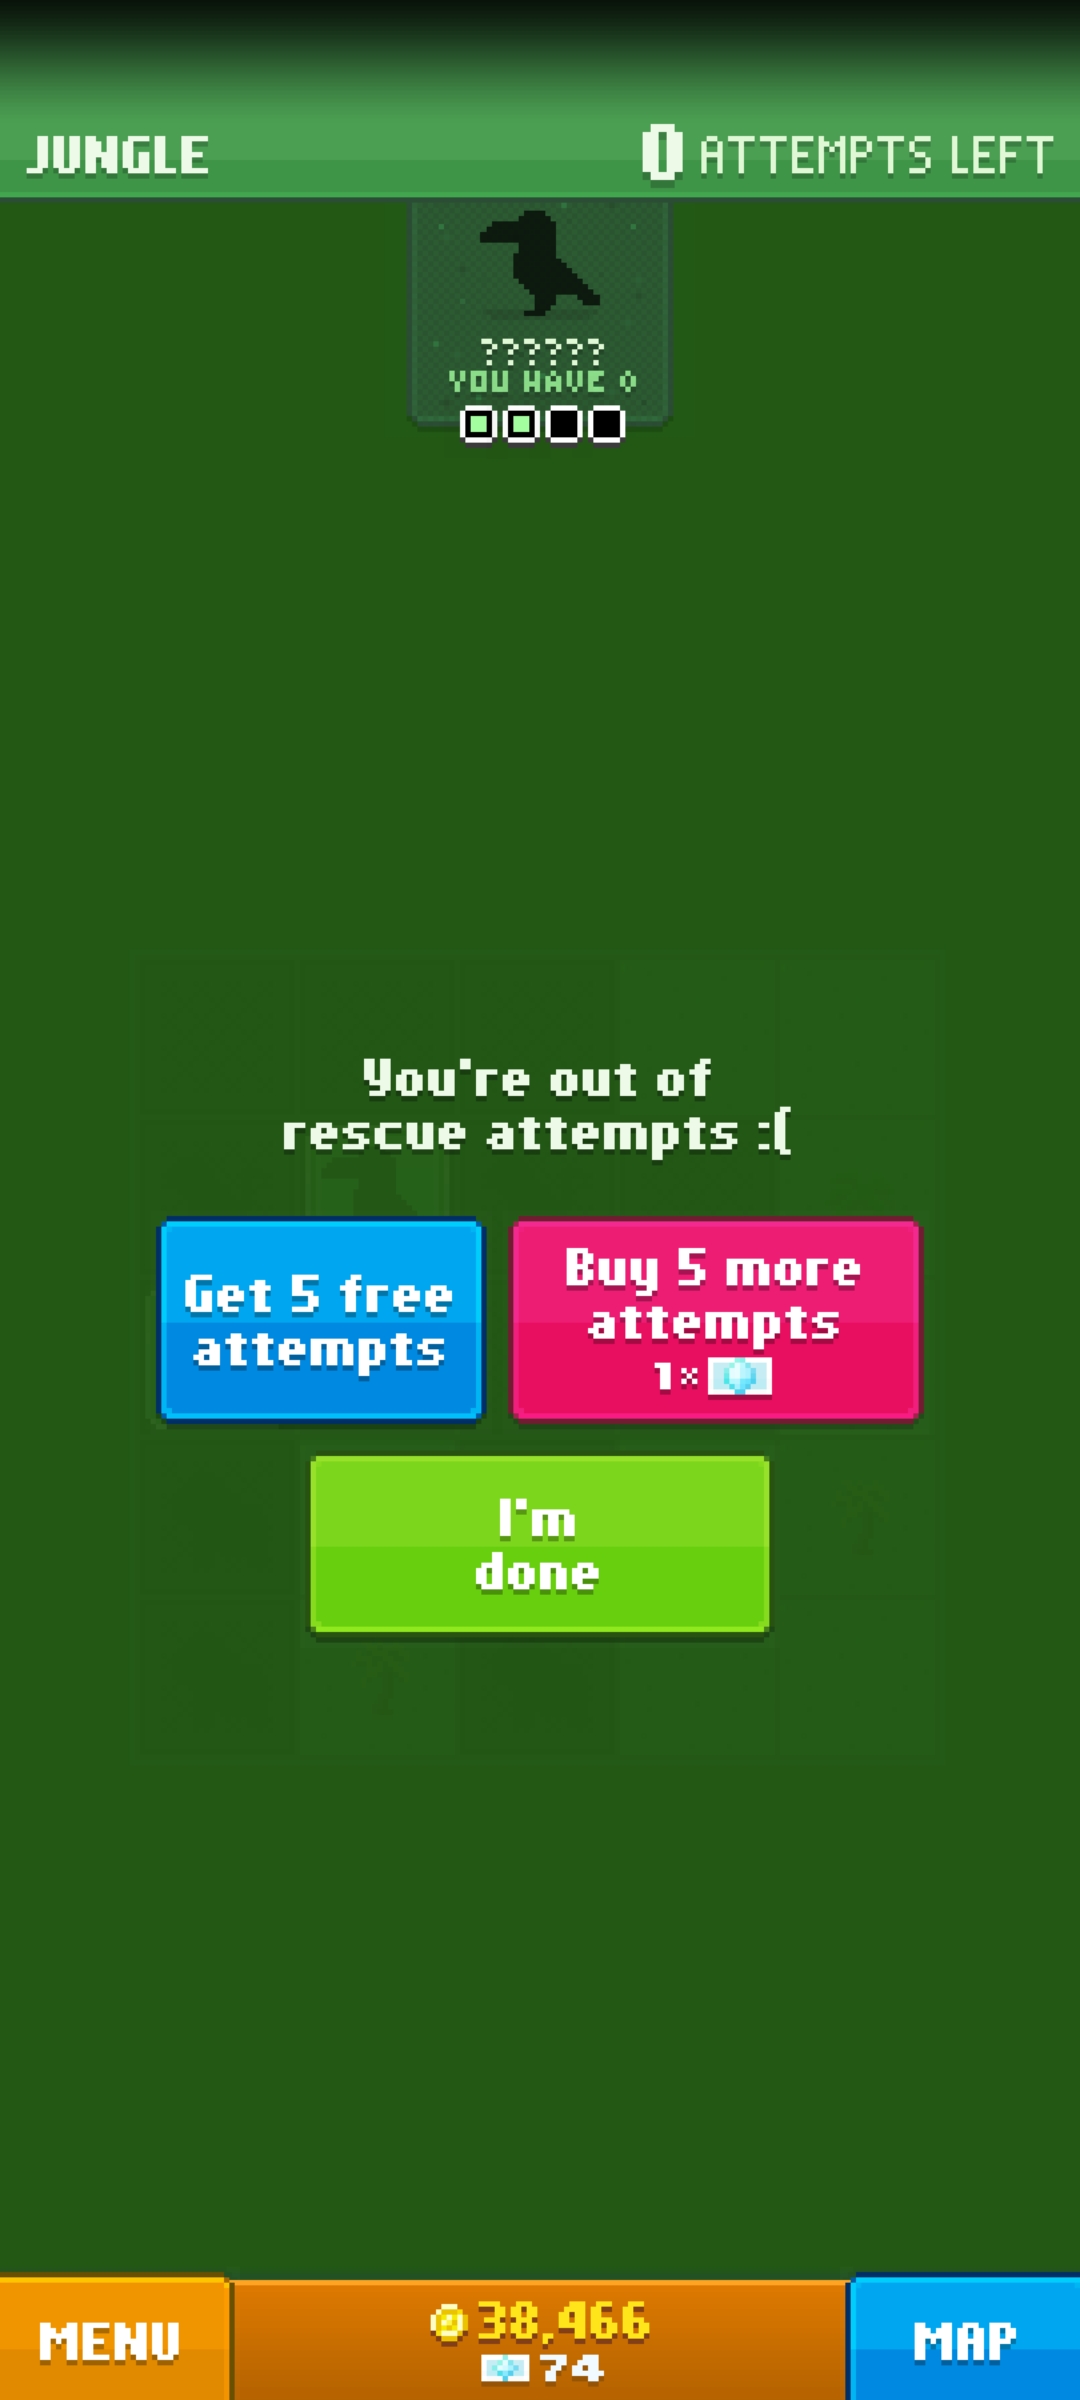 JUNGLE
0 ATTEMPTS LEFT
??????
YOU HAVE 0
You're out of
rescue attempts :(
Get 5 free
attempts
Buy 5 more
attempts
1×
I'm
done
MENU
38,466
74
MAP